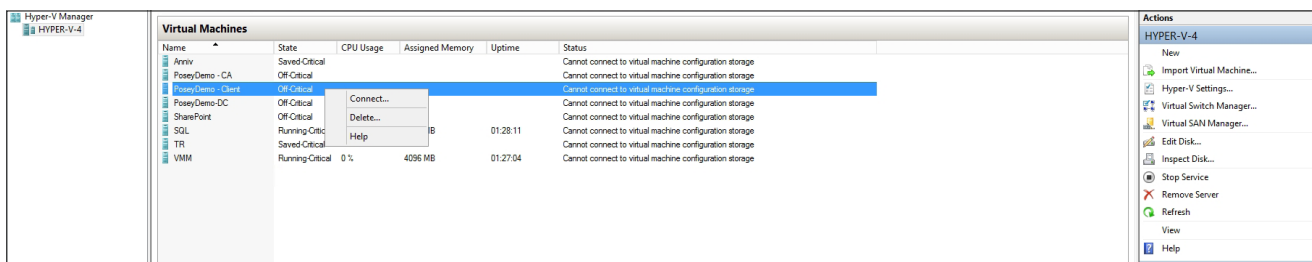 Hyper-V Manager
HYPER-V-4
Virtual Machines
Name State CPU Usage Assigned Memory Uptime Status
Anniv Saved-Critical Cannot connect to virtual machine configuration storage
PoseyDemo - CA Off-Critical Cannot connect to virtual machine configuration storage
PoseyDemo - Client Off-Critical Cannot connect to virtual machine configuration storage
PoseyDemo-DC Off-Critical Cannot connect to virtual machine configuration storage
SharePoint Off-Critical Cannot connect to virtual machine configuration storage
SQL Running-Critic IB 01:28:11 Cannot connect to virtual machine configuration storage
TR Saved-Critical Cannot connect to virtual machine configuration storage
VMM Running-Critical 0 % 4096 MB 01:27:04 Cannot connect to virtual machine configuration storage
Connect...
Delete...
Help
Actions
HYPER-V-4
New
Import Virtual Machine...
Hyper-V Settings...
Virtual Switch Manager...
Virtual SAN Manager...
Edit Disk...
Inspect Disk...
Stop Service
Remove Server
Refresh
View
Help